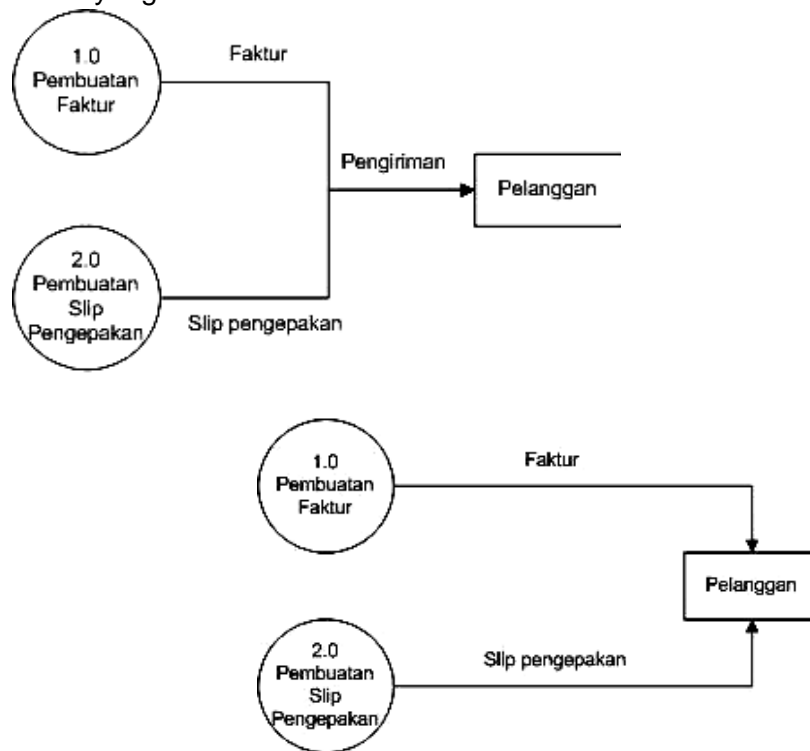 1.0
Pembuatan
Faktur
Faktur
Pengiriman
Pelanggan
2.0
Pembuatan
Slip
Pengepakan
Slip pengepakan
1.0
Pembuatan
Faktur
Faktur
Pelanggan
2.0
Pembuatan
Slip
Pengepakan
Slip pengepakan